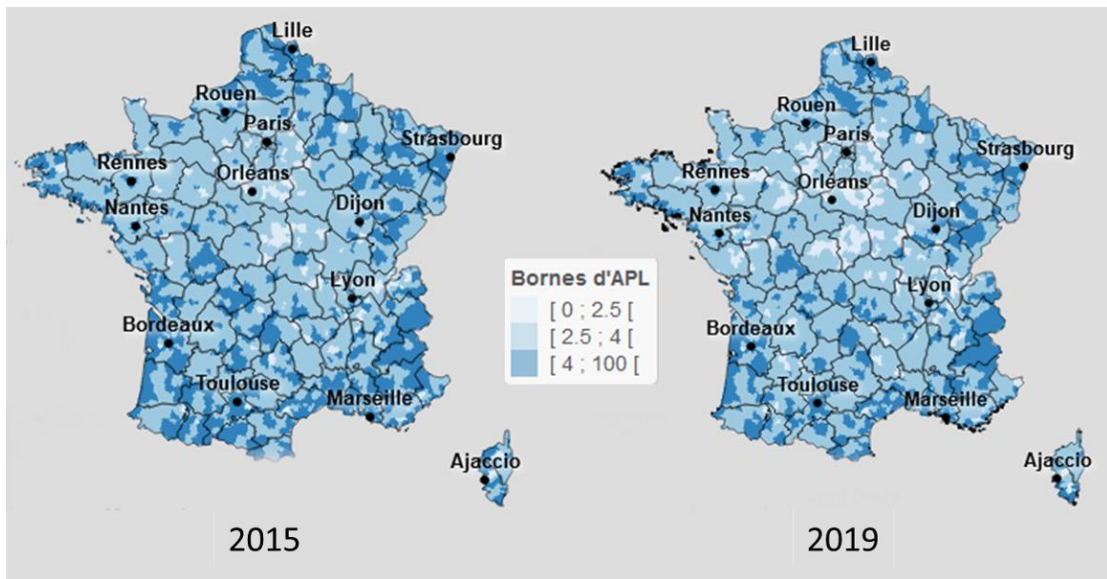 Lille
Rouen
Paris
Strasbourg
Rennes
Orléans
Nantes
Dijon
Lyon
Bordeaux
Toulouse
Marseille
Ajaccio
2015
Bornes d'APL
[ 0 ; 2.5 [
[ 2.5 ; 4 [
[ 4 ; 100 [
Lille
Rouen
Paris
Strasbourg
Rennes
Orléans
Nantes
Dijon
Lyon
Bordeaux
Toulouse
Marseille
Ajaccio
2019